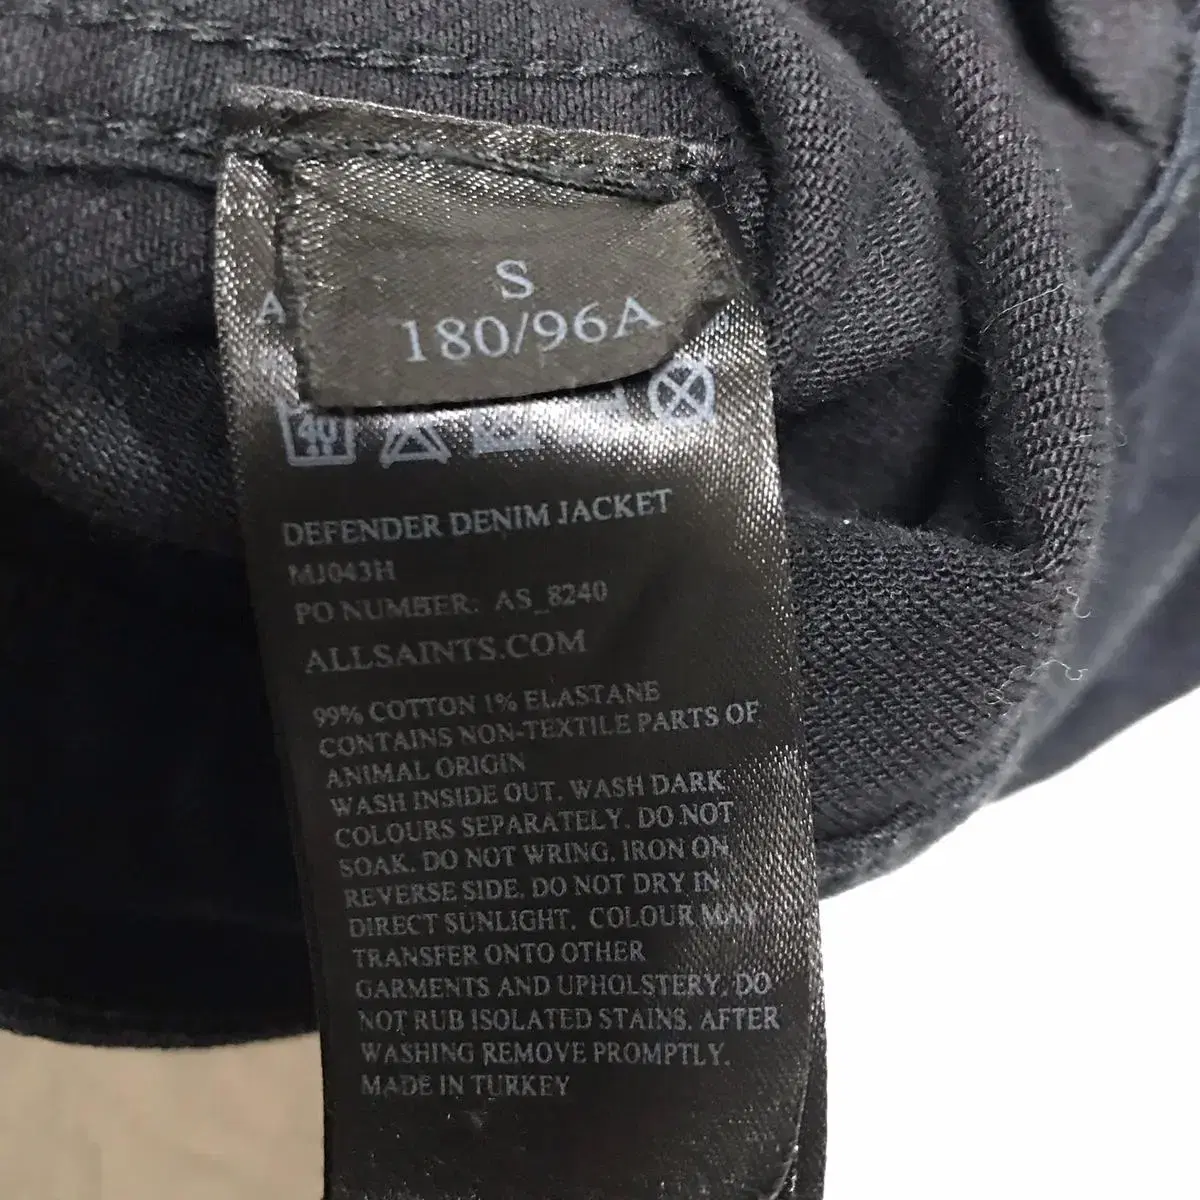 S
180/96A
A
40
DEFENDER DENIM JACKET
MJ043H
PO NUMBER: AS_8240
ALLSAINTS.COM
99% COTTON 1% ELASTANE
CONTAINS NON-TEXTILE PARTS OF
ANIMAL ORIGIN
WASH INSIDE OUT. WASH DARK
COLOURS SEPARATELY. DO NOT
SOAK. DO NOT WRING. IRON ON
REVERSE SIDE. DO NOT DRY IN
DIRECT SUNLIGHT. COLOUR MAY
TRANSFER ONTO OTHER
GARMENTS AND UPHOLSTERY. DO
NOT RUB ISOLATED STAINS. AFTER
WASHING REMOVE PROMPTLY.
MADE IN TURKEY